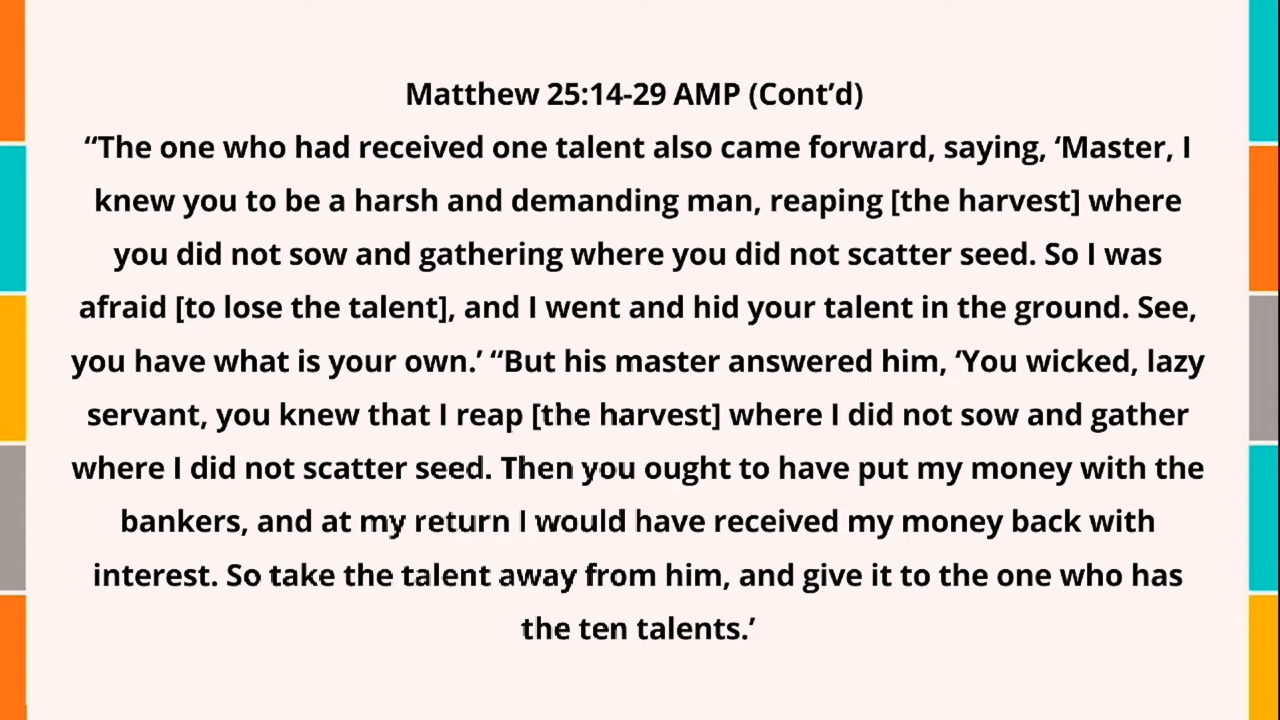 Matthew 25:14-29 AMP (Cont’d)
“The one who had received one talent also came forward, saying, ‘Master, I
knew you to be a harsh and demanding man, reaping [the harvest] where
you did not sow and gathering where you did not scatter seed. So I was
afraid [to lose the talent], and I went and hid your talent in the ground. See,
you have what is your own.’ “But his master answered him, ‘You wicked, lazy
servant, you knew that I reap [the harvest] where I did not sow and gather
where I did not scatter seed. Then you ought to have put my money with the
bankers, and at my return I would have received my money back with
interest. So take the talent away from him, and give it to the one who has
the ten talents.’